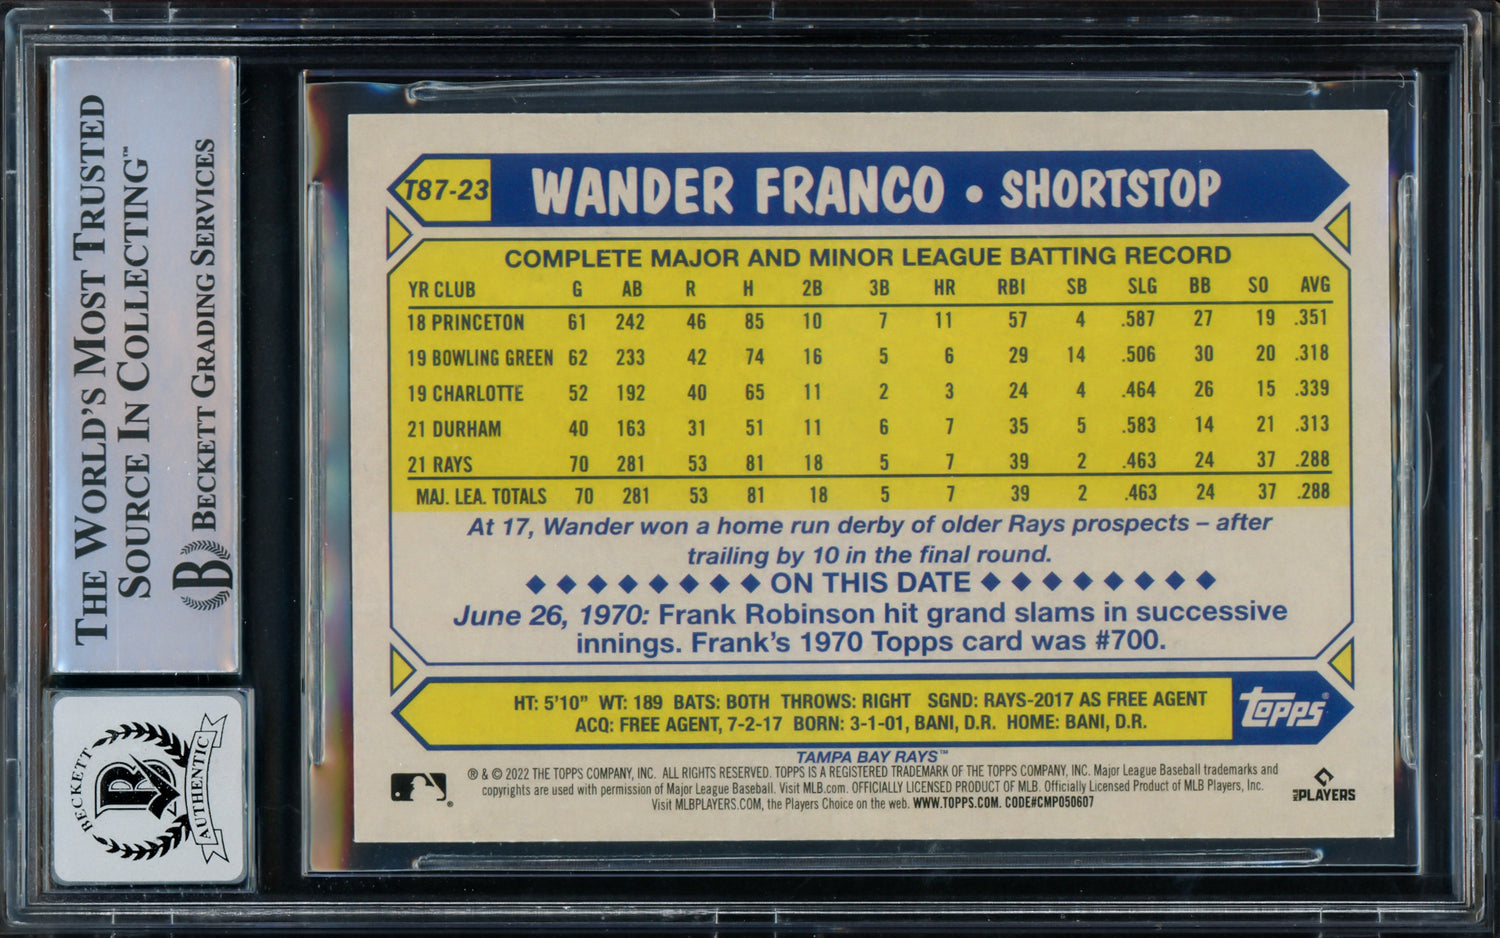 THE WORLD'S MOST TRUSTED
SOURCE IN COLLECTING™
BECKETT GRADING SERVICES
B
BECKETT
AUTHENTIC
T87-23
WANDER FRANCO • SHORTSTOP
COMPLETE MAJOR AND MINOR LEAGUE BATTING RECORD
YR CLUB G AB R H 2B 3B HR RBI SB SLG BB SO AVG
18 PRINCETON 61 242 46 85 10 7 11 57 4 .587 27 19 .351
19 BOWLING GREEN 62 233 42 74 16 5 6 29 14 .506 30 20 .318
19 CHARLOTTE 52 192 40 65 11 2 3 24 4 .464 26 15 .339
21 DURHAM 40 163 31 51 11 6 7 35 5 .583 14 21 .313
21 RAYS 70 281 53 81 18 5 7 39 2 .463 24 37 .288
MAJ. LEA. TOTALS 70 281 53 81 18 5 7 39 2 .463 24 37 .288
At 17, Wander won a home run derby of older Rays prospects – after
trailing by 10 in the final round.
◆◆◆◆◆◆◆◆ ON THIS DATE ◆◆◆◆◆◆◆◆
June 26, 1970: Frank Robinson hit grand slams in successive
innings. Frank's 1970 Topps card was #700.
HT: 5'10" WT: 189 BATS: BOTH THROWS: RIGHT SGND: RAYS-2017 AS FREE AGENT
ACQ: FREE AGENT, 7-2-17 BORN: 3-1-01, BANI, D.R. HOME: BANI, D.R.
topps®
TAMPA BAY RAYS™
® & © 2022 THE TOPPS COMPANY, INC. ALL RIGHTS RESERVED. TOPPS IS A REGISTERED TRADEMARK OF THE TOPPS COMPANY, INC. Major League Baseball trademarks and
copyrights are used with permission of Major League Baseball. Visit MLB.com. OFFICIALLY LICENSED PRODUCT OF MLB. Officially Licensed Product of MLB Players, Inc.
Visit MLBPLAYERS.COM, the Players Choice on the web. WWW.TOPPS.COM. CODE#CMP050607
MLB PLAYERS